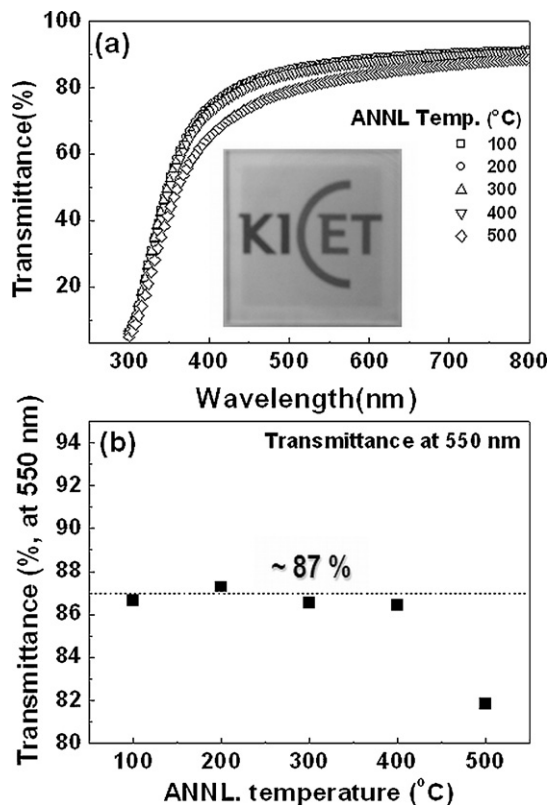 (a)
Transmittance(%)
100
80
60
40
20
ANNL Temp. (°C)
100
200
300
400
500
KICET
300 400 500 600 700 800
Wavelength(nm)
(b)
Transmittance at 550 nm
Transmittance (%, at 550 nm)
94
92
90
88
86
84
82
80
~ 87 %
100 200 300 400 500
ANNL. temperature (°C)